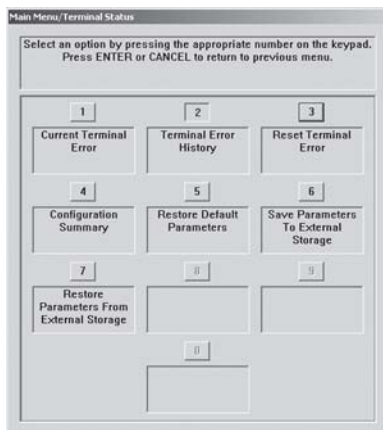 Main Menu/Terminal Status
Select an option by pressing the appropriate number on the keypad.
Press ENTER or CANCEL to return to previous menu.
1 2 3
Current Terminal Error
Terminal Error History
Reset Terminal Error
4 5 6
Configuration Summary
Restore Default Parameters
Save Parameters To External Storage
7 8 9
Restore Parameters From External Storage
0